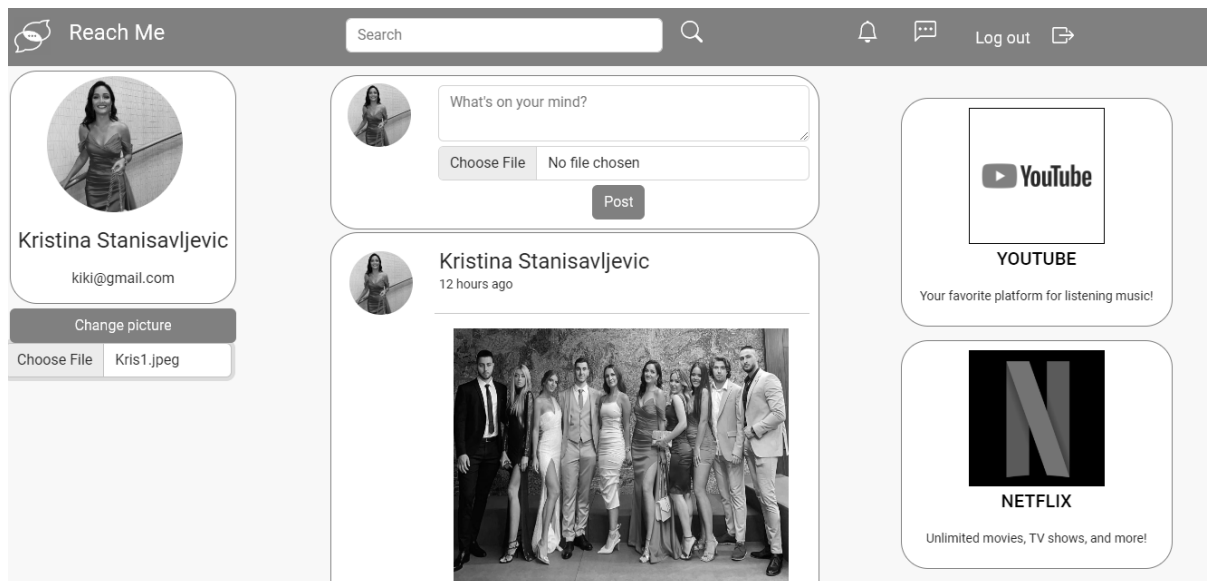 Reach Me
Search
Log out
Kristina Stanisavljevic
kiki@gmail.com
Change picture
Choose File Kris1.jpeg
What's on your mind?
Choose File No file chosen
Post
Kristina Stanisavljevic
12 hours ago
YouTube
YOUTUBE
Your favorite platform for listening music!
NETFLIX
Unlimited movies, TV shows, and more!